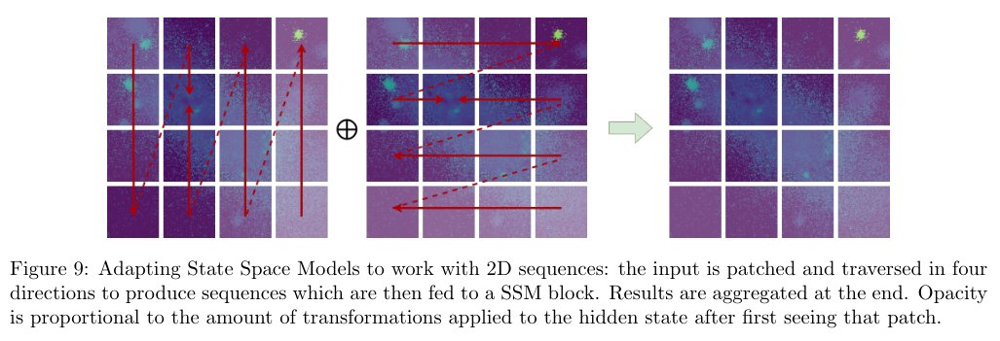 Figure 9: Adapting State Space Models to work with 2D sequences: the input is patched and traversed in four
directions to produce sequences which are then fed to a SSM block. Results are aggregated at the end. Opacity
is proportional to the amount of transformations applied to the hidden state after first seeing that patch.